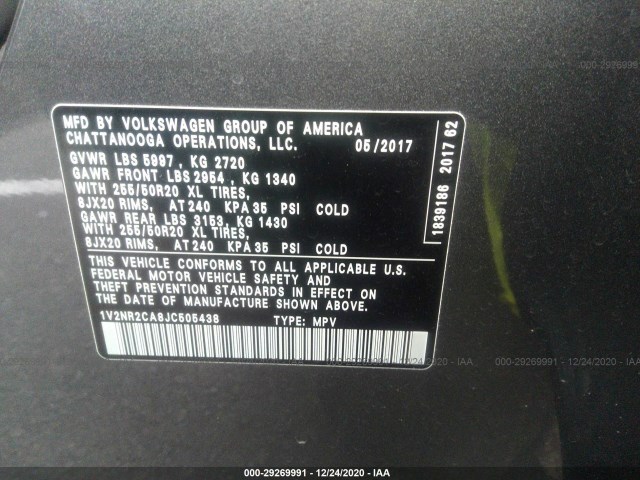 MFD BY VOLKSWAGEN GROUP OF AMERICA
CHATTANOOGA OPERATIONS, LLC. 05/2017
GVWR LBS 5997 , KG 2720
GAWR FRONT LBS 2954 , KG 1340
WITH 255/50R20 XL TIRES,
8JX20 RIMS, AT 240 KPA 35 PSI COLD
GAWR REAR LBS 3153, KG 1430
WITH 255/50R20 XL TIRES,
8JX20 RIMS, AT 240 KPA 35 PSI COLD
THIS VEHICLE CONFORMS TO ALL APPLICABLE U.S.
FEDERAL MOTOR VEHICLE SAFETY AND
THEFT PREVENTION STANDARDS IN EFFECT ON
THE DATE OF MANUFACTURE SHOWN ABOVE.
1V2NR2CA8JC505438 TYPE: MPV
1839186 2017 62
000-29269991 - 12/24/2020 - IAA
000-29269991 - 12/24/2020 - IAA
000-29269991 - 12/24/2020 - IAA